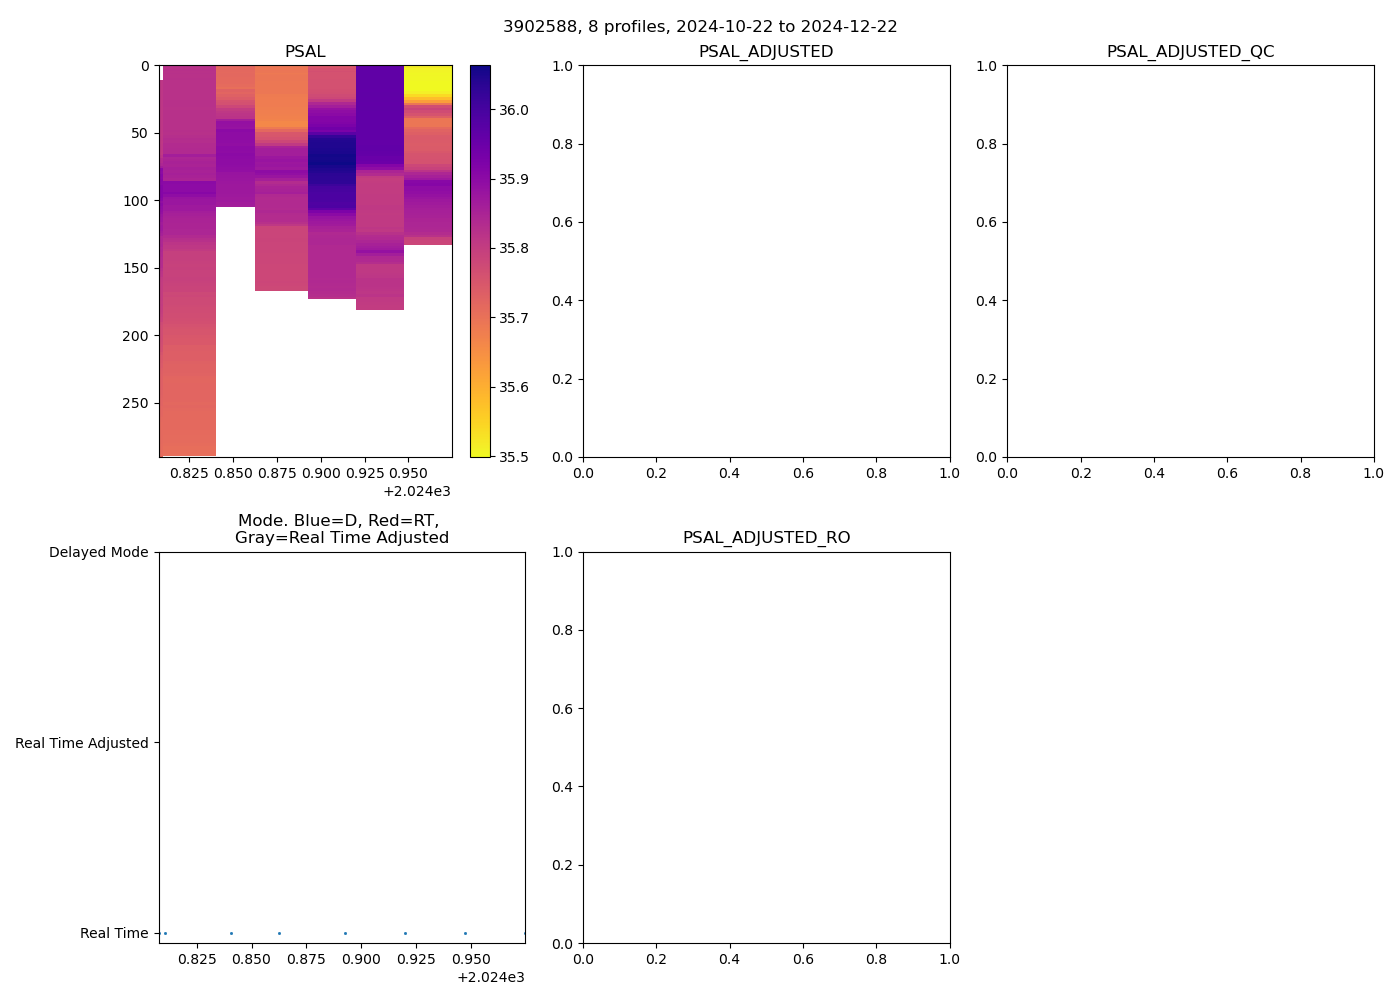 3902588, 8 profiles, 2024-10-22 to 2024-12-22
PSAL
0
50
100
150
200
250
0.825 0.850 0.875 0.900 0.925 0.950
+2.024e3
36.0
35.9
35.8
35.7
35.6
35.5
PSAL_ADJUSTED
1.0
0.8
0.6
0.4
0.2
0.0
0.0 0.2 0.4 0.6 0.8 1.0
PSAL_ADJUSTED_QC
1.0
0.8
0.6
0.4
0.2
0.0
0.0 0.2 0.4 0.6 0.8 1.0
Mode. Blue=D, Red=RT,
Gray=Real Time Adjusted
Delayed Mode
Real Time Adjusted
Real Time
0.825 0.850 0.875 0.900 0.925 0.950
+2.024e3
PSAL_ADJUSTED_RO
1.0
0.8
0.6
0.4
0.2
0.0
0.0 0.2 0.4 0.6 0.8 1.0